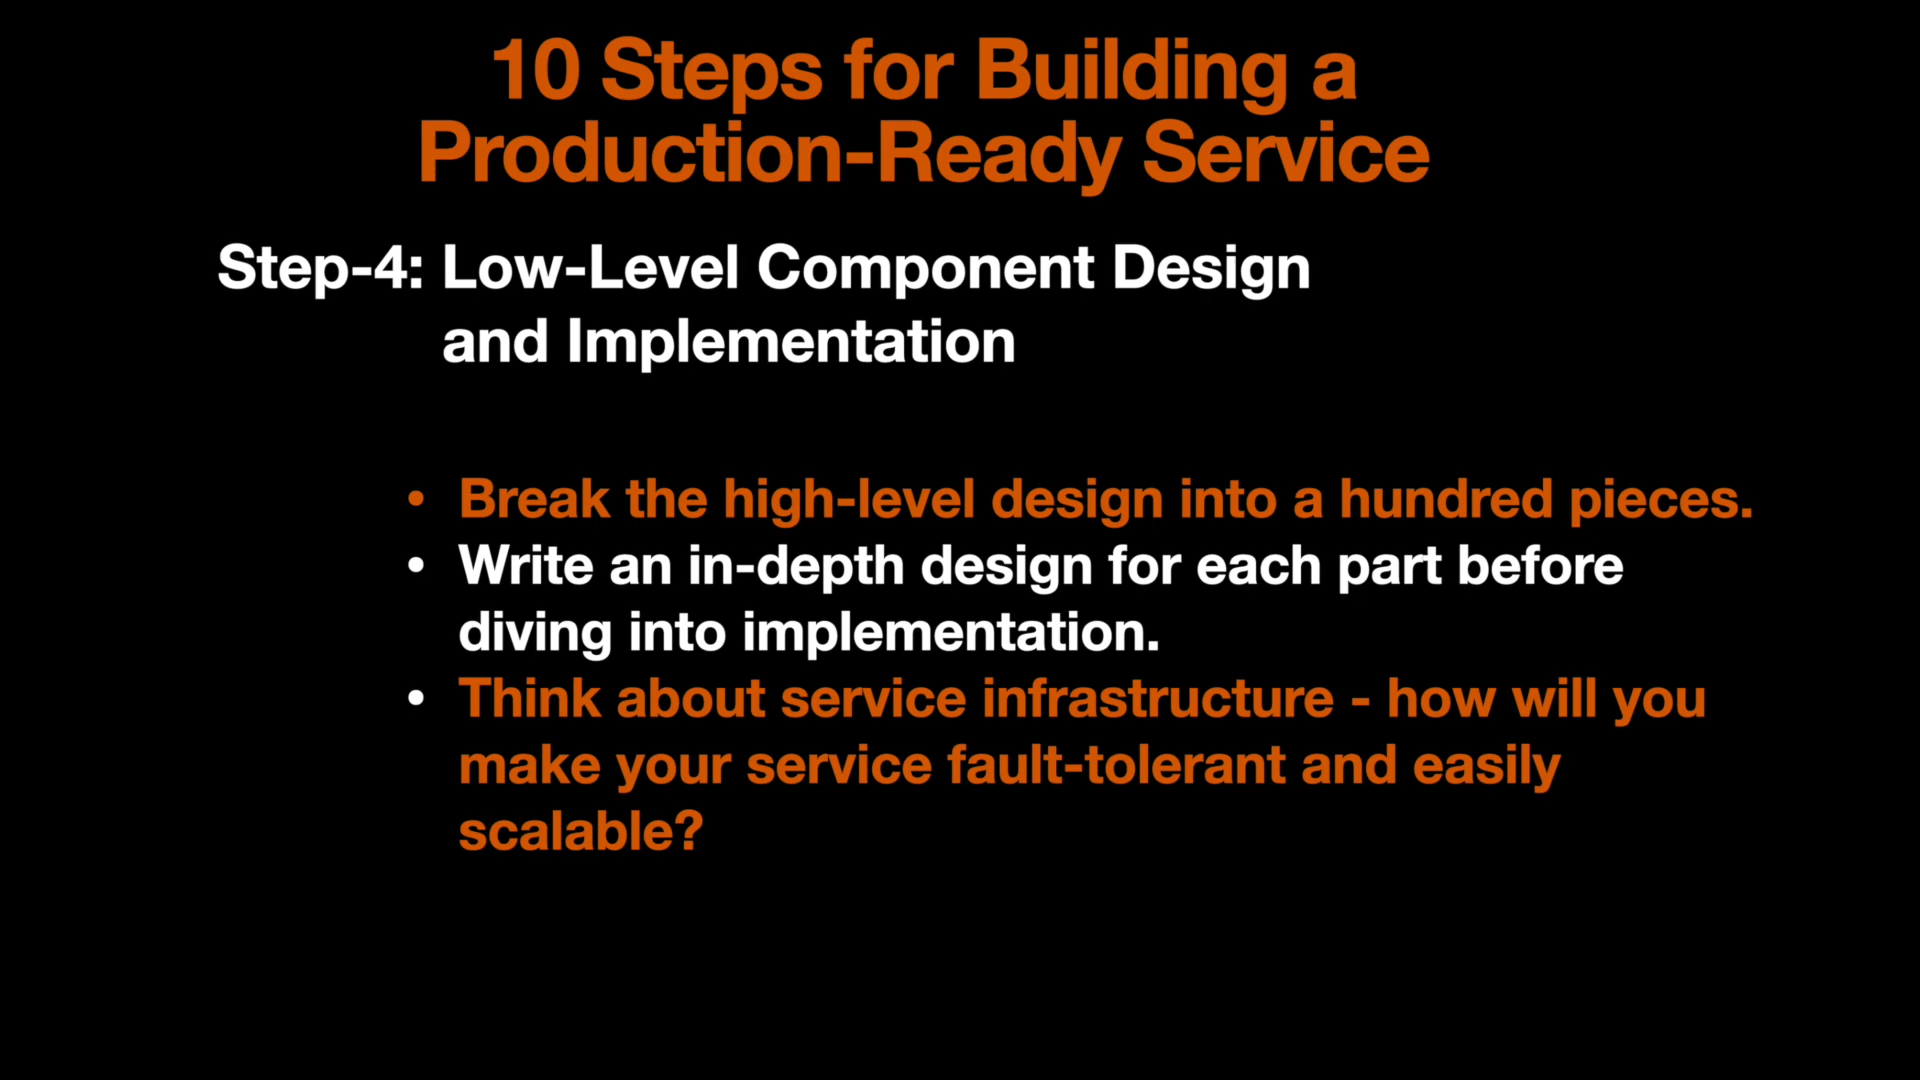 10 Steps for Building a
Production-Ready Service
Step-4: Low-Level Component Design
and Implementation
• Break the high-level design into a hundred pieces.
• Write an in-depth design for each part before
diving into implementation.
• Think about service infrastructure - how will you
make your service fault-tolerant and easily
scalable?